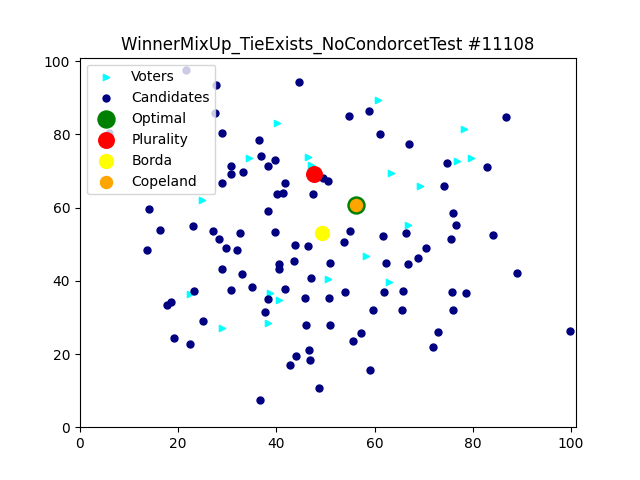 WinnerMixUp_TieExists_NoCondorcetTest #11108
100
80
60
40
20
0
Voters
Candidates
Optimal
Plurality
Borda
Copeland
0 20 40 60 80 100